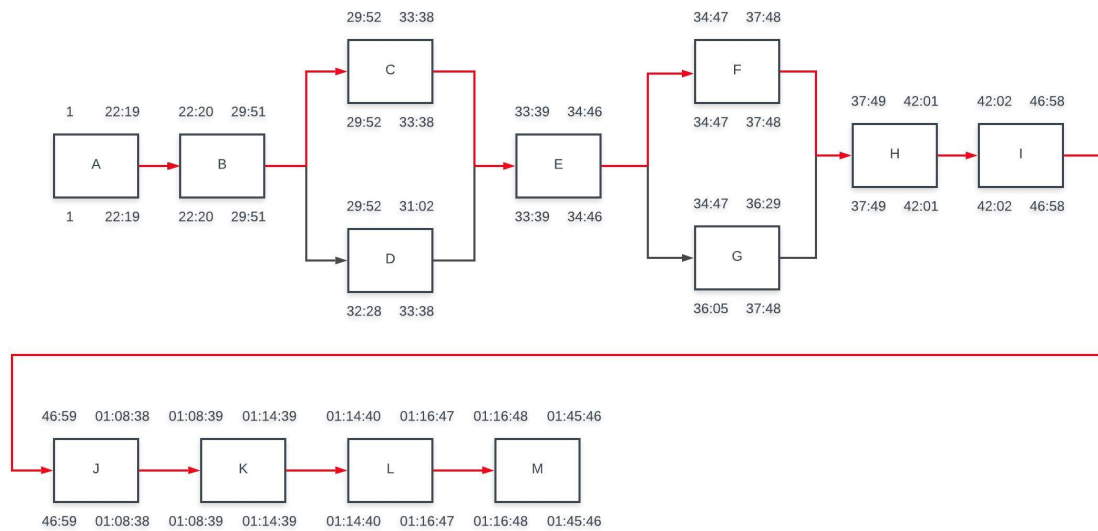 29:52 33:38
34:47 37:48
C
F
1 22:19
22:20 29:51
29:52 33:38
33:39 34:46
34:47 37:48
37:49 42:01
42:02 46:58
A
B
E
H
I
1 22:19
22:20 29:51
29:52 31:02
33:39 34:46
34:47 36:29
37:49 42:01
42:02 46:58
D
G
32:28 33:38
36:05 37:48
46:59 01:08:38
01:08:39 01:14:39
01:14:40 01:16:47
01:16:48 01:45:46
J
K
L
M
46:59 01:08:38
01:08:39 01:14:39
01:14:40 01:16:47
01:16:48 01:45:46